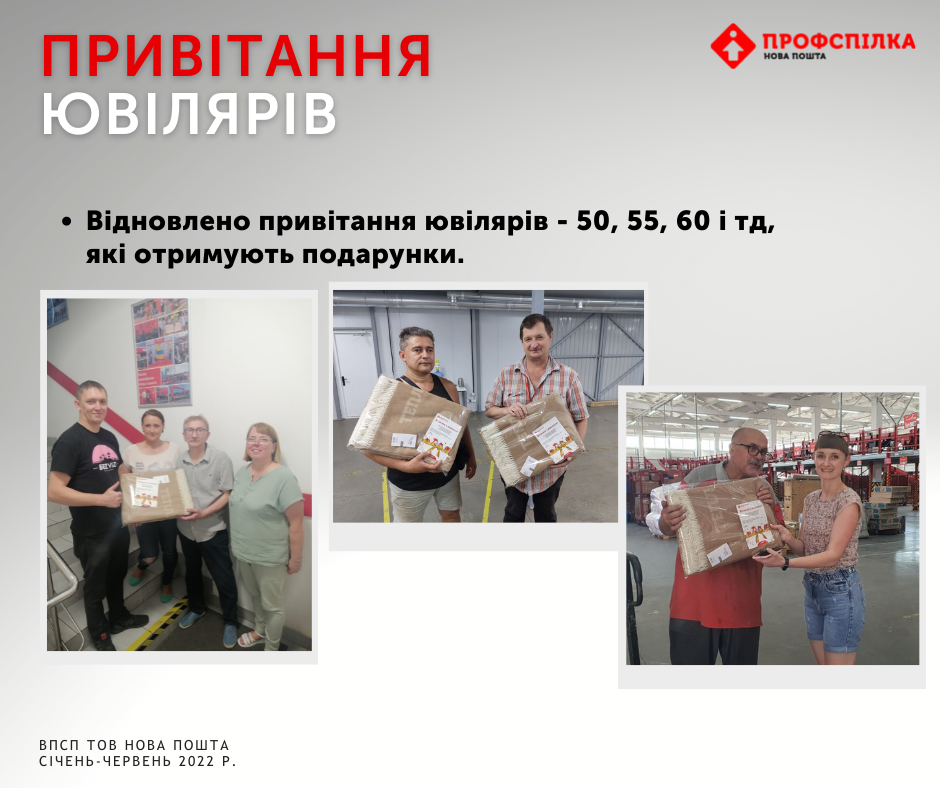 ПРИВІТАННЯ
ЮВІЛЯРІВ
ПРОФСПІЛКА
НОВА ПОШТА
• Відновлено привітання ювілярів - 50, 55, 60 і тд,
які отримують подарунки.
ВПСП ТОВ НОВА ПОШТА
СІЧЕНЬ-ЧЕРВЕНЬ 2022 Р.